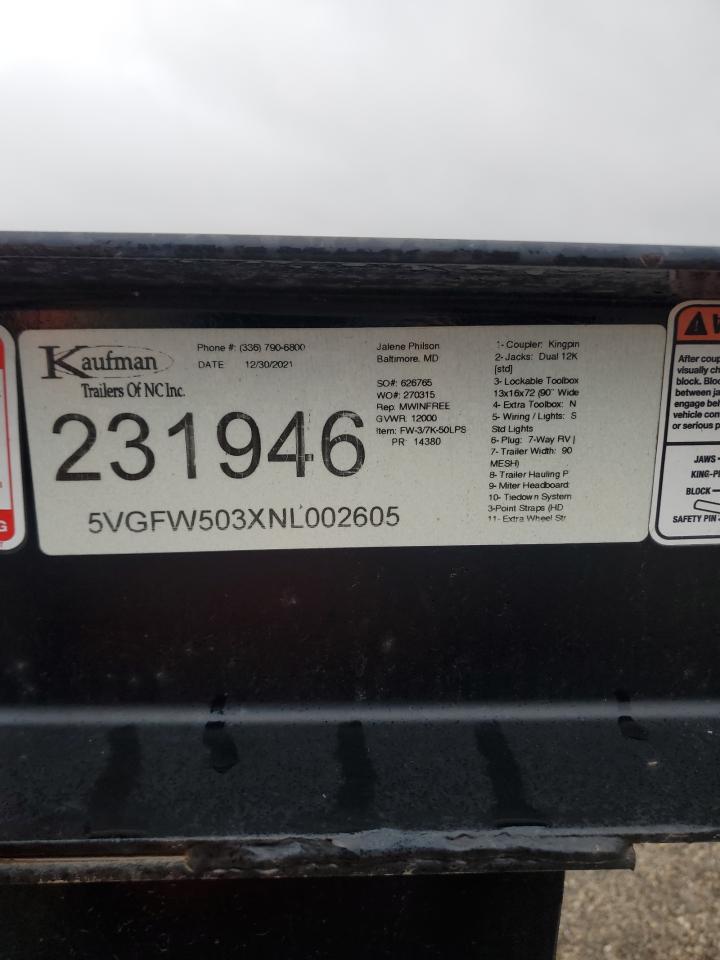 Kaufman
Trailers Of NC Inc.
Phone #: (336) 790-6800
DATE 12/30/2021
231946
5VGFW503XNL002605
Jalene Philson
Baltimore, MD
SO#: 626765
WO#: 270315
Rep: MWINFREE
GVWR: 12000
Item: FW-3/7K-50LPS
PR: 14380
1- Coupler: Kingpin
2- Jacks: Dual 12K
[std]
3- Lockable Toolbox
13x16x72 (90" Wide
4- Extra Toolbox: N
5- Wiring / Lights: S
Std Lights
6- Plug: 7-Way RV (
7- Trailer Width: 90
MESH)
8- Trailer Hauling P
9- Miter Headboard:
10- Tiedown System
3-Point Straps (HD
11- Extra Wheel Str
G
After coup
visually ch
block. Bloc
between ja
engage bef
vehicle con
or serious p
JAWS
KING-P
BLOCK
SAFETY PIN